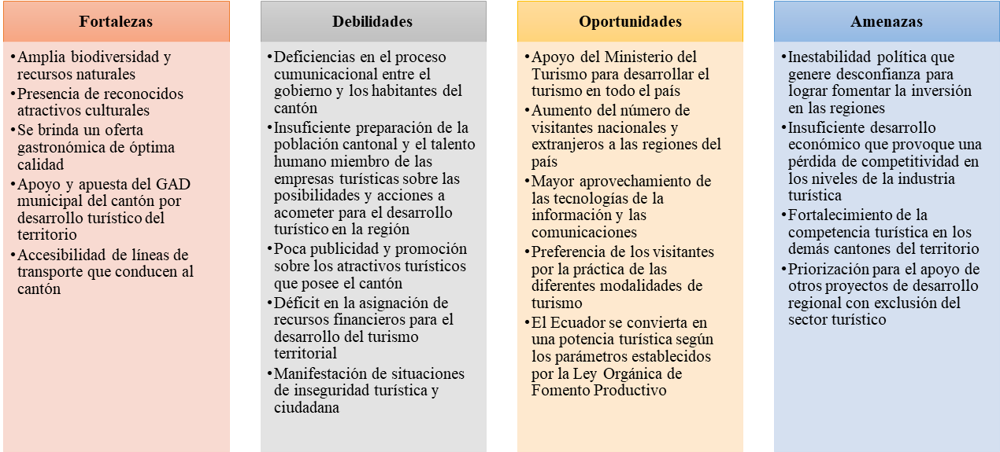 Fortalezas
•Amplia biodiversidad y
recursos naturales
•Presencia de reconocidos
atractivos culturales
•Se brinda un oferta
gastronómica de óptima
calidad
•Apoyo y apuesta del GAD
municipal del cantón por
desarrollo turístico del
territorio
•Accesibilidad de líneas de
transporte que conducen al
cantón
Debilidades
•Deficiencias en el proceso
cumunicacional entre el
gobierno y los habitantes del
cantón
•Insuficiente preparación de la
población cantonal y el talento
humano miembro de las
empresas turísticas sobre las
posibilidades y acciones a
acometer para el desarrollo
turístico en la región
•Poca publicidad y promoción
sobre los atractivos turísticos
que posee el cantón
•Déficit en la asignación de
recursos financieros para el
desarrollo del turismo
territorial
•Manifestación de situaciones
de inseguridad turística y
ciudadana
Oportunidades
•Apoyo del Ministerio del
Turismo para desarrollar el
turismo en todo el país
•Aumento del número de
visitantes nacionales y
extranjeros a las regiones del
país
•Mayor aprovechamiento de
las tecnologías de la
información y las
comunicaciones
•Preferencia de los visitantes
por la práctica de las
diferentes modalidades de
turismo
•El Ecuador se convierta en
una potencia turística según
los parámetros establecidos
por la Ley Orgánica de
Fomento Productivo
Amenazas
•Inestabilidad política que
genere desconfianza para
lograr fomentar la inversión
en las regiones
•Insuficiente desarrollo
económico que provoque una
pérdida de competitividad en
los niveles de la industria
turística
•Fortalecimiento de la
competencia turística en los
demás cantones del territorio
•Priorización para el apoyo de
otros proyectos de desarrollo
regional con exclusión del
sector turístico